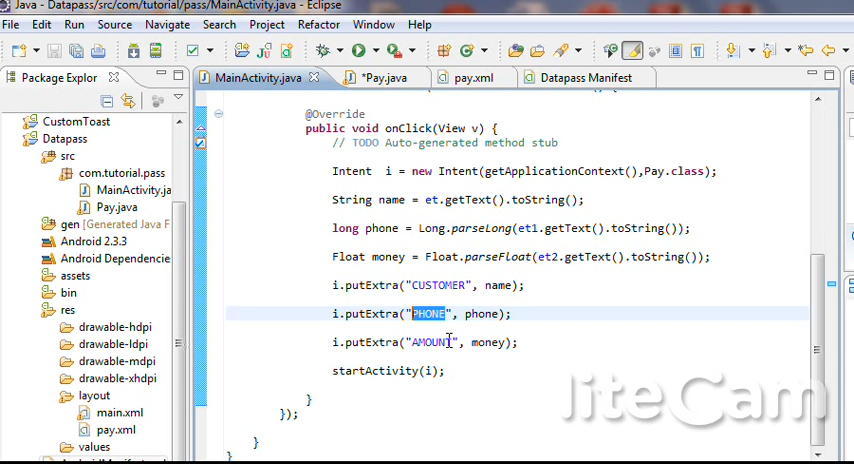 Java - Datapass/src/com/tutorial/pass/MainActivity.java - Eclipse
File Edit Run Source Navigate Search Project Refactor Window Help
Package Explor
MainActivity.java *Pay.java pay.xml Datapass Manifest
CustomToast
Datapass
src
com.tutorial.pass
MainActivity.ja
Pay.java
gen [Generated Java F
Android 2.3.3
Android Dependencie
assets
bin
res
drawable-hdpi
drawable-ldpi
drawable-mdpi
drawable-xhdpi
layout
main.xml
pay.xml
values
@Override
public void onClick(View v) {
// TODO Auto-generated method stub
Intent i = new Intent(getApplicationContext(),Pay.class);
String name = et.getText().toString();
long phone = Long.parseLong(et1.getText().toString());
Float money = Float.parseFloat(et2.getText().toString());
i.putExtra("CUSTOMER", name);
i.putExtra("PHONE", phone);
i.putExtra("AMOUNT", money);
startActivity(i);
}
});
}
}
liteCam